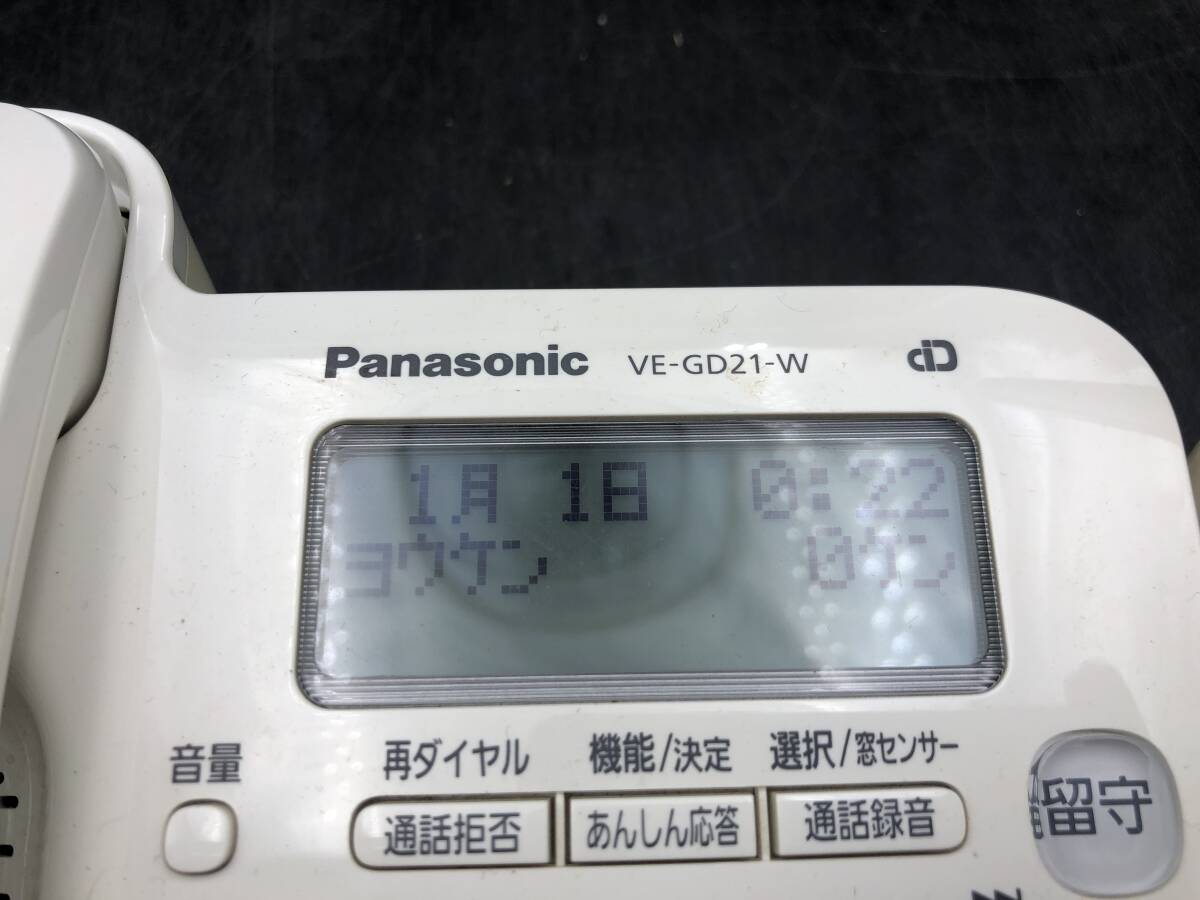 Panasonic VE-GD21-W iD
1月 1日 0:22
ヨウケン 0ケン
音量 再ダイヤル 機能/決定 選択/窓センサー
通話拒否 あんしん応答 通話録音 留守